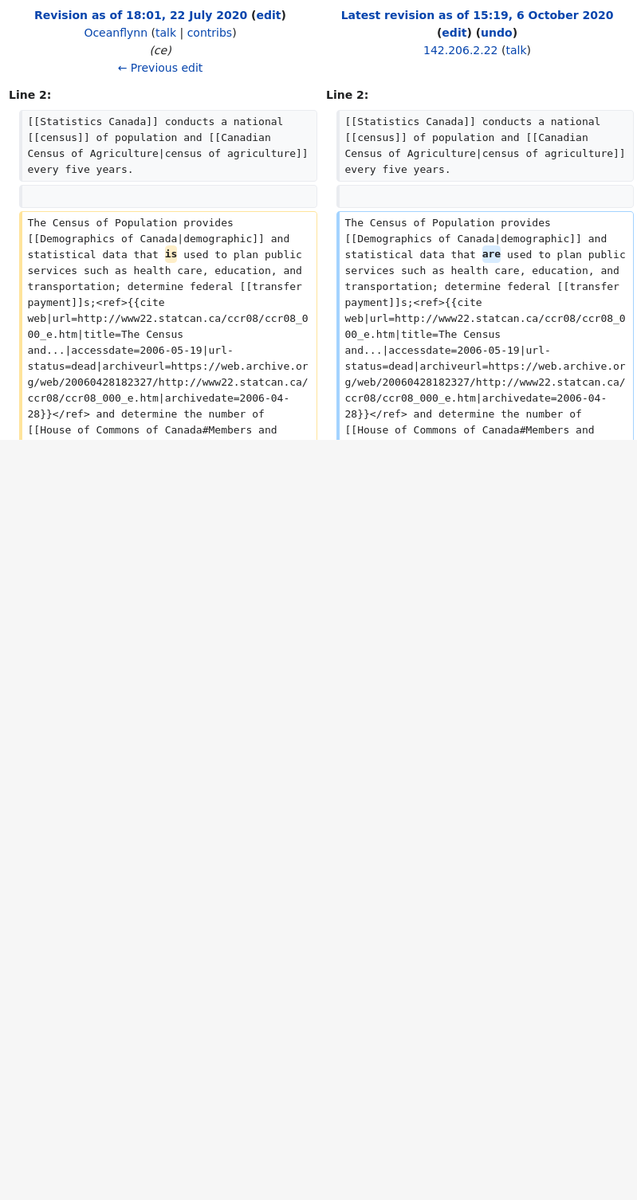 Revision as of 18:01, 22 July 2020 (edit)
Oceanflynn (talk | contribs)
(ce)
← Previous edit
Latest revision as of 15:19, 6 October 2020
(edit) (undo)
142.206.2.22 (talk)
Line 2:
Line 2:
[[Statistics Canada]] conducts a national
[[census]] of population and [[Canadian
Census of Agriculture|census of agriculture]]
every five years.
[[Statistics Canada]] conducts a national
[[census]] of population and [[Canadian
Census of Agriculture|census of agriculture]]
every five years.
The Census of Population provides
[[Demographics of Canada|demographic]] and
statistical data that is used to plan public
services such as health care, education, and
transportation; determine federal [[transfer
payment]]s;<ref>{{cite
web|url=http://www22.statcan.ca/ccr08/ccr08_0
00_e.htm|title=The Census
and...|accessdate=2006-05-19|url-
status=dead|archiveurl=https://web.archive.or
g/web/20060428182327/http://www22.statcan.ca/
ccr08/ccr08_000_e.htm|archivedate=2006-04-
28}}</ref> and determine the number of
[[House of Commons of Canada#Members and
The Census of Population provides
[[Demographics of Canada|demographic]] and
statistical data that are used to plan public
services such as health care, education, and
transportation; determine federal [[transfer
payment]]s;<ref>{{cite
web|url=http://www22.statcan.ca/ccr08/ccr08_0
00_e.htm|title=The Census
and...|accessdate=2006-05-19|url-
status=dead|archiveurl=https://web.archive.or
g/web/20060428182327/http://www22.statcan.ca/
ccr08/ccr08_000_e.htm|archivedate=2006-04-
28}}</ref> and determine the number of
[[House of Commons of Canada#Members and